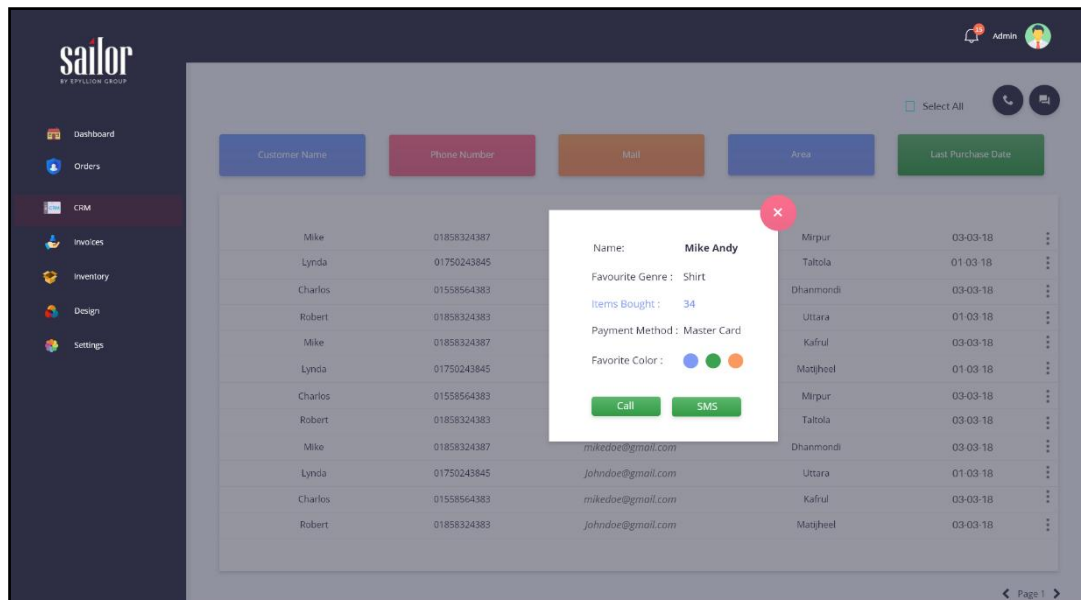 sailor
BY EPYLLION GROUP
15 Admin
Select All
Dashboard
Orders
CRM
Invoices
Inventory
Design
Settings
Customer Name Phone Number Mail Area Last Purchase Date
Mike 01858324387 Mirpur 03-03-18
Lynda 01750243845 Taltola 01-03-18
Charlos 01558564383 Dhanmondi 03-03-18
Robert 01858324383 Uttara 01-03-18
Mike 01858324387 Kafrul 03-03-18
Lynda 01750243845 Matijheel 01-03-18
Charlos 01558564383 Mirpur 03-03-18
Robert 01858324383 Taltola 03-03-18
Mike 01858324387 mikedoe@gmail.com Dhanmondi 03-03-18
Lynda 01750243845 Johndoe@gmail.com Uttara 01-03-18
Charlos 01558564383 mikedoe@gmail.com Kafrul 03-03-18
Robert 01858324383 Johndoe@gmail.com Matijheel 03-03-18
Name: Mike Andy
Favourite Genre : Shirt
Items Bought : 34
Payment Method : Master Card
Favorite Color :
Call SMS
Page 1